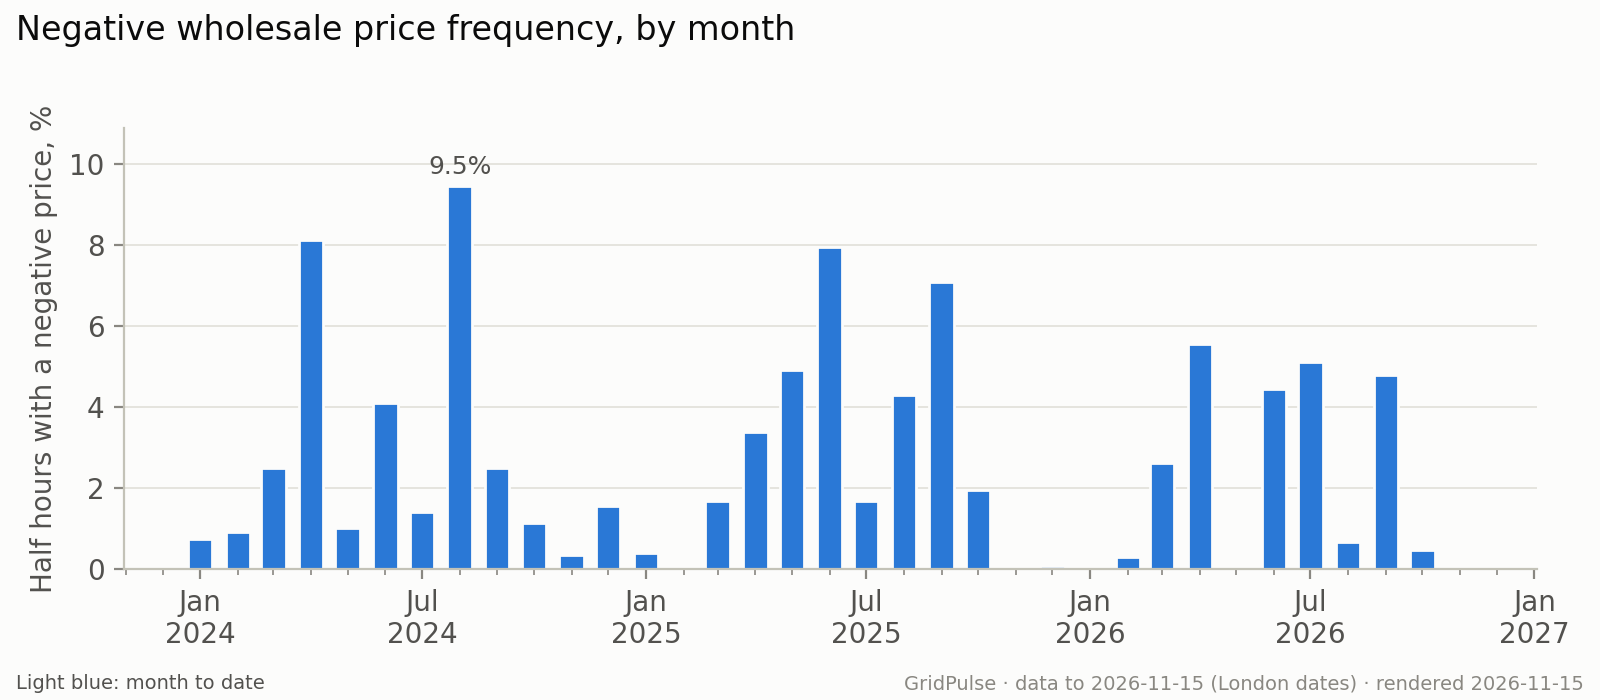 Negative wholesale price frequency, by month
Half hours with a negative price, %
10
8
6
4
2
0
9.5%
Jan
2024
Jul
2024
Jan
2025
Jul
2025
Jan
2026
Jul
2026
Jan
2027
Light blue: month to date
GridPulse · data to 2026-11-15 (London dates) · rendered 2026-11-15